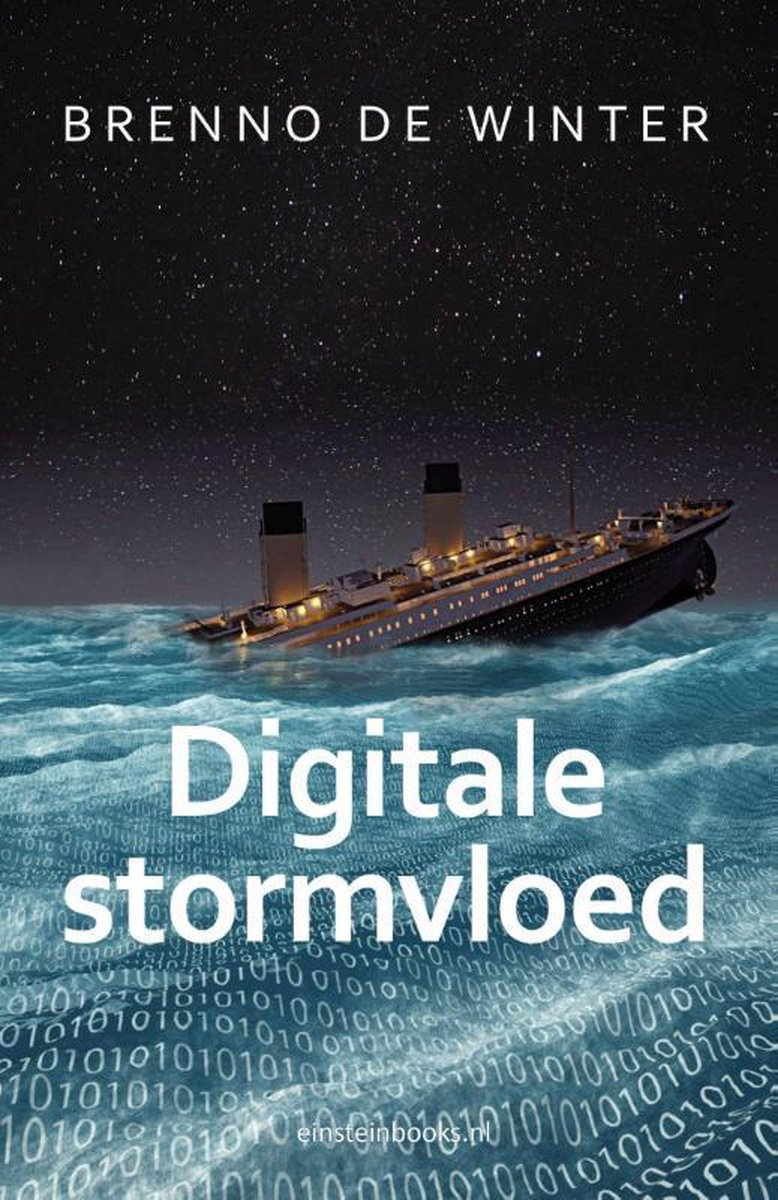 BRENNO DE WINTER
Digitale
stormvloed
einsteinbooks.nl